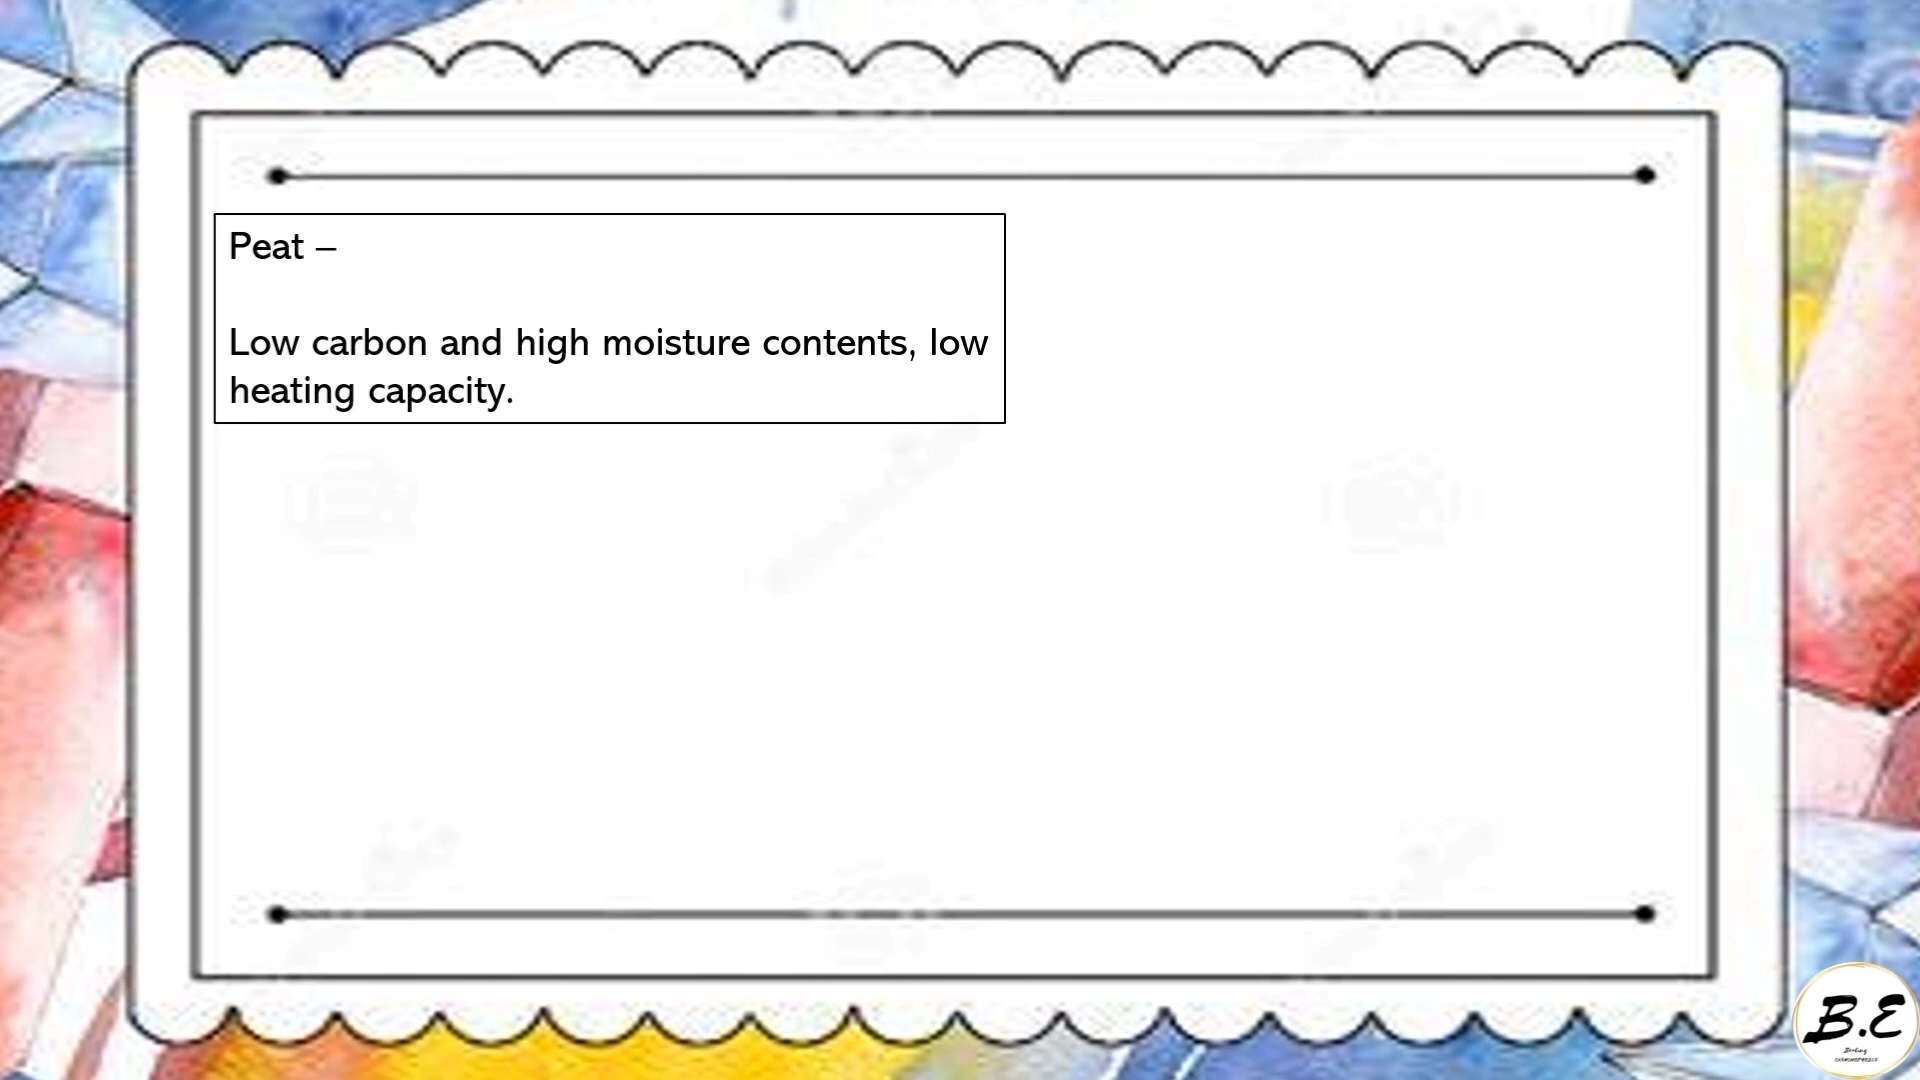 Peat –
Low carbon and high moisture contents, low
heating capacity.
B.E